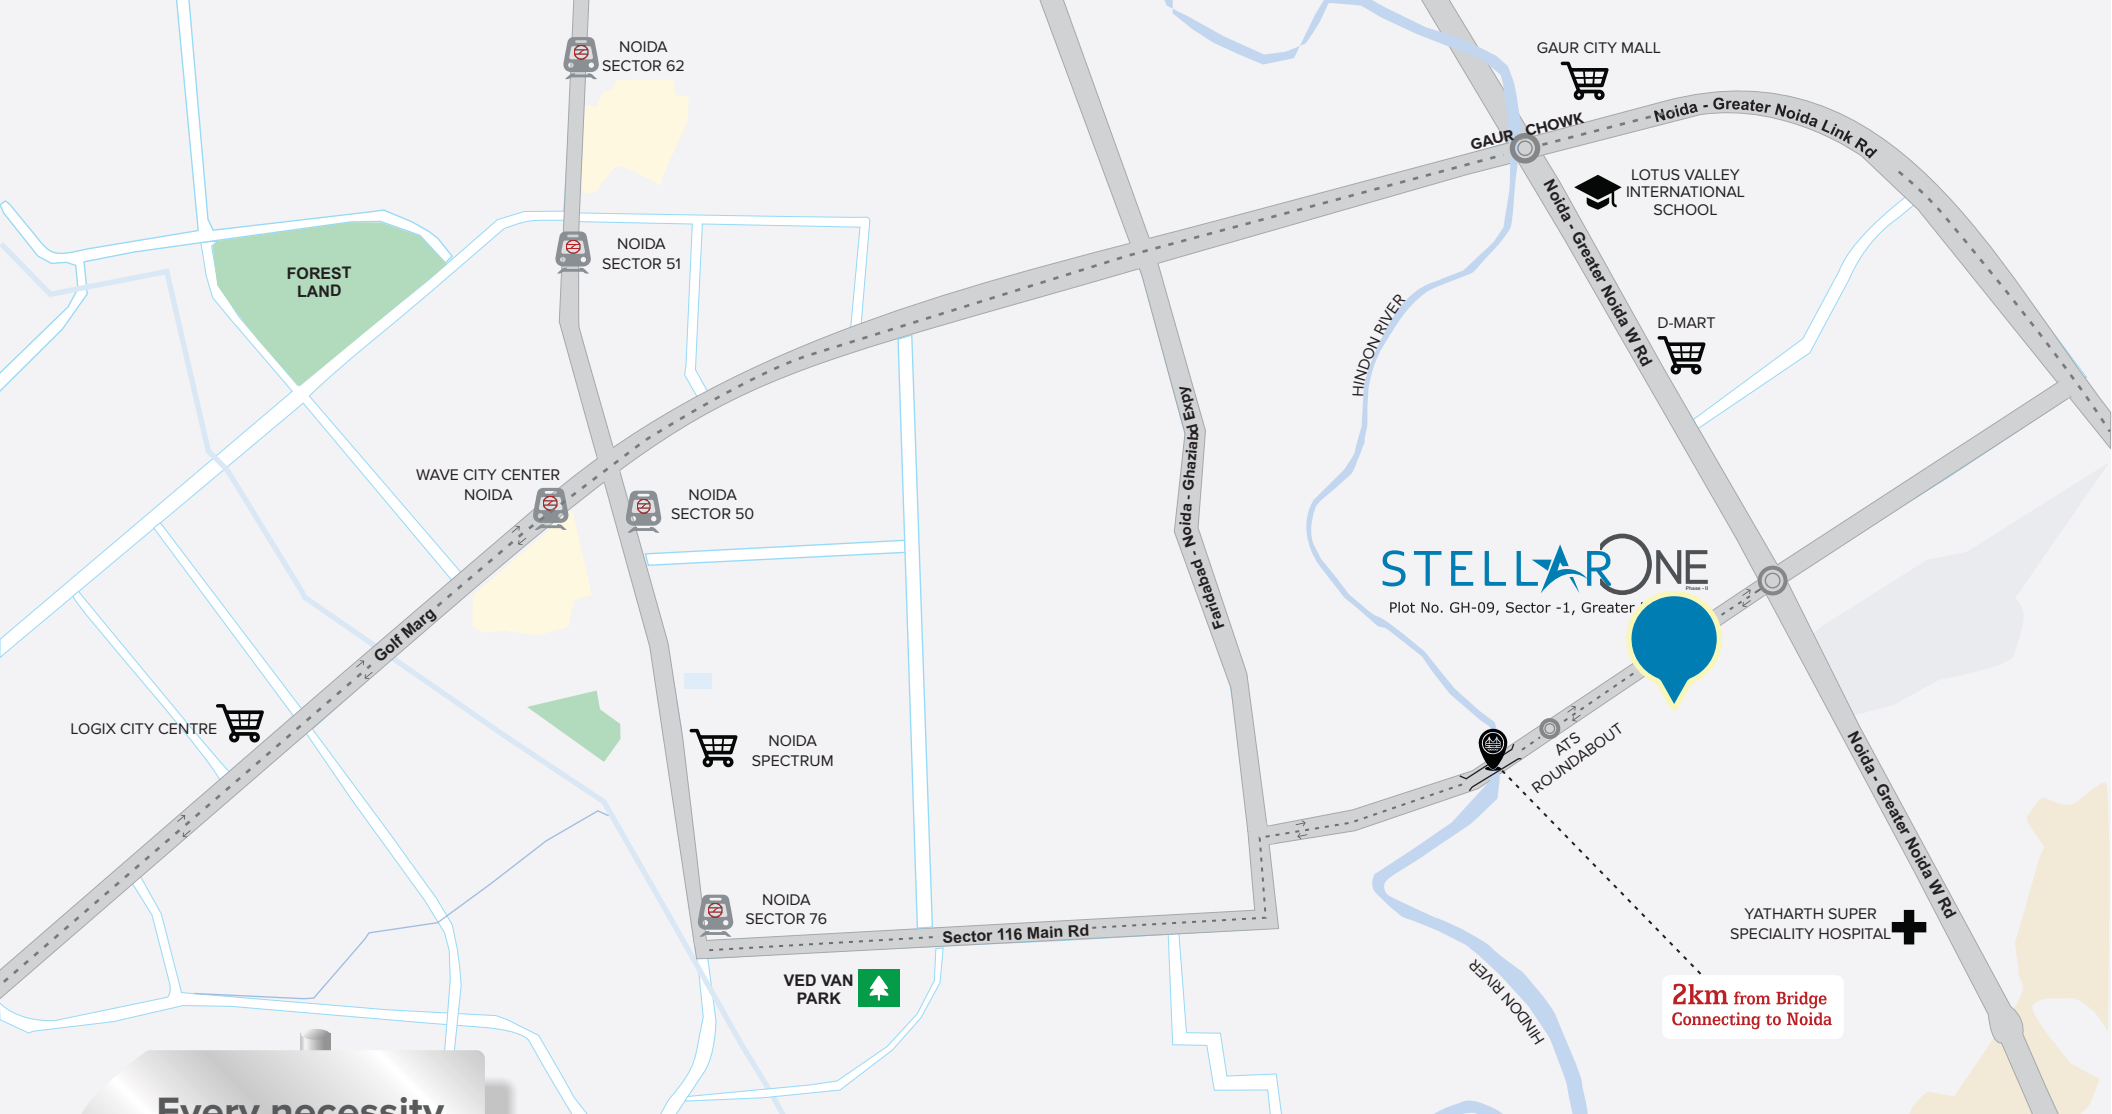 NOIDA
SECTOR 62
GAUR CITY MALL
GAUR CHOWK
Noida - Greater Noida Link Rd
LOTUS VALLEY
INTERNATIONAL
SCHOOL
Noida - Greater Noida W Rd
NOIDA
SECTOR 51
FOREST
LAND
HINDON RIVER
D-MART
Faridabad - Noida - Ghaziabd Expy
WAVE CITY CENTER
NOIDA
NOIDA
SECTOR 50
STELLAR ONE
Phase - II
Plot No. GH-09, Sector -1, Greater
Golf Marg
LOGIX CITY CENTRE
NOIDA
SPECTRUM
ATS
ROUNDABOUT
Noida - Greater Noida W Rd
NOIDA
SECTOR 76
Sector 116 Main Rd
YATHARTH SUPER
SPECIALITY HOSPITAL
VED VAN
PARK
HINDON RIVER
2km from Bridge
Connecting to Noida
Every necessity